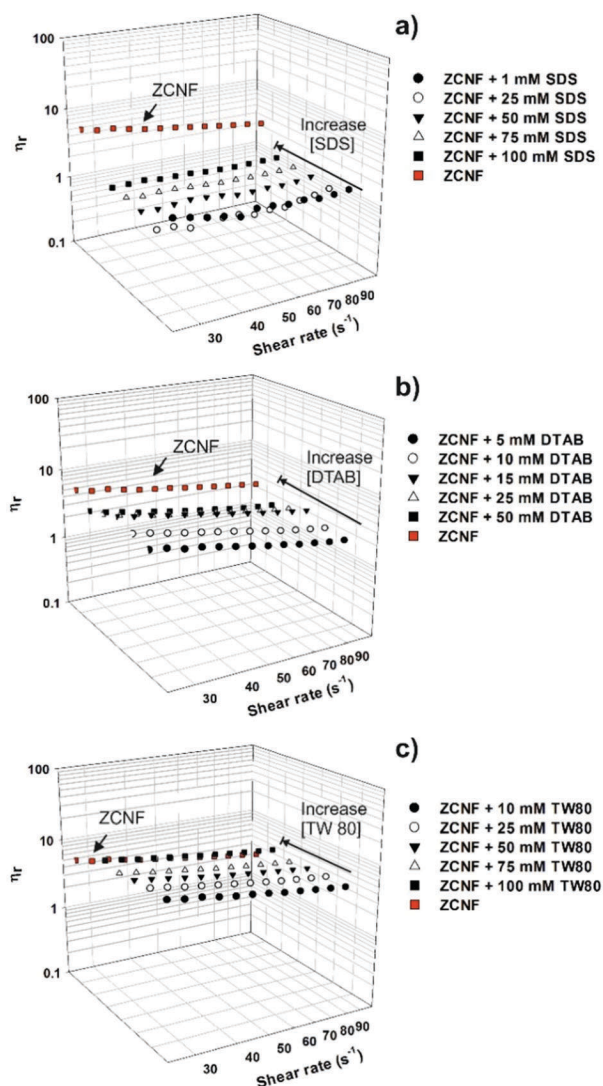 a)
100
10
1
0.1
ηr
ZCNF
Increase
[SDS]
30
40
50
60
70
80
90
Shear rate (s-1)
ZCNF + 1 mM SDS
ZCNF + 25 mM SDS
ZCNF + 50 mM SDS
ZCNF + 75 mM SDS
ZCNF + 100 mM SDS
ZCNF
b)
100
10
1
0.1
ηr
ZCNF
Increase
[DTAB]
30
40
50
60
70
80
90
Shear rate (s-1)
ZCNF + 5 mM DTAB
ZCNF + 10 mM DTAB
ZCNF + 15 mM DTAB
ZCNF + 25 mM DTAB
ZCNF + 50 mM DTAB
ZCNF
c)
100
10
1
0.1
ηr
ZCNF
Increase
[TW 80]
30
40
50
60
70
80
90
Shear rate (s-1)
ZCNF + 10 mM TW80
ZCNF + 25 mM TW80
ZCNF + 50 mM TW80
ZCNF + 75 mM TW80
ZCNF + 100 mM TW80
ZCNF